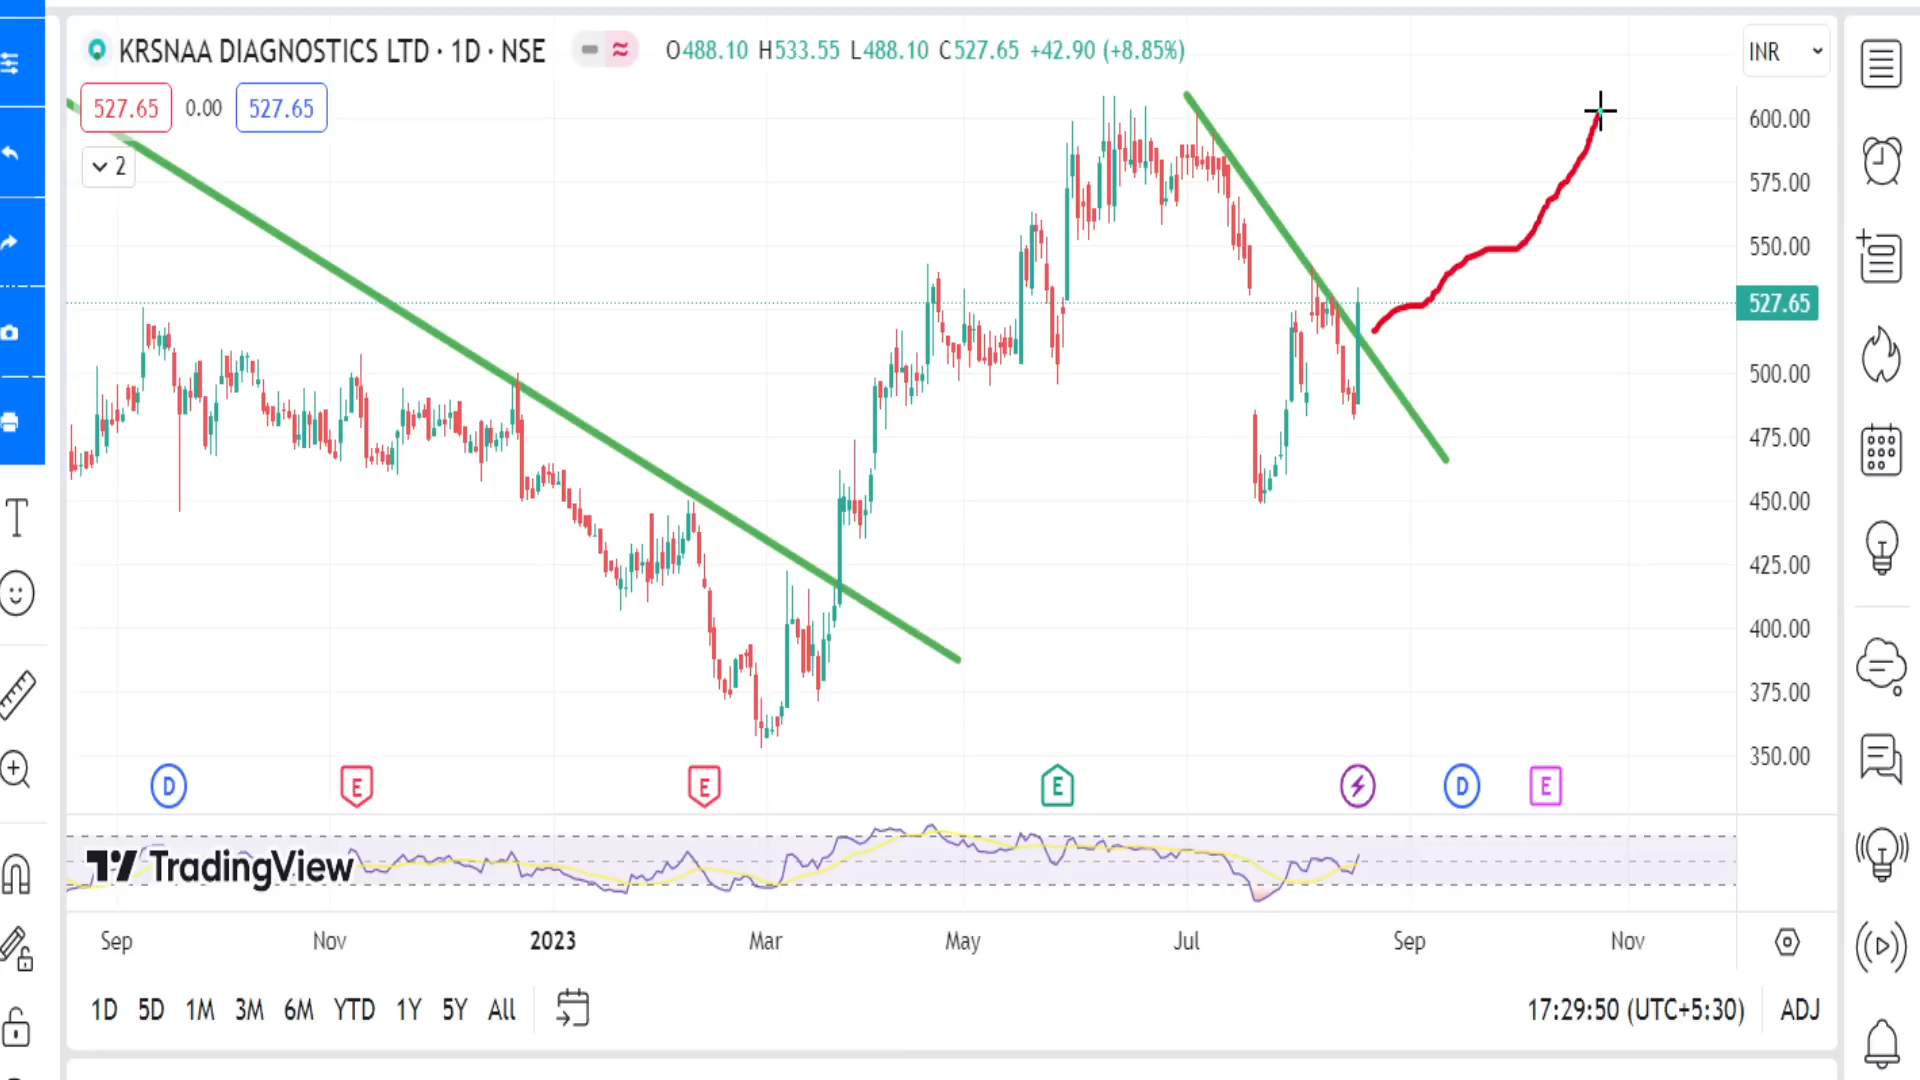 KRSNAA DIAGNOSTICS LTD · 1D · NSE O488.10 H533.55 L488.10 C527.65 +42.90 (+8.85%) INR
527.65 0.00 527.65
2
600.00
575.00
550.00
527.65
500.00
475.00
450.00
425.00
400.00
375.00
350.00
D E E E D E
TradingView
Sep Nov 2023 Mar May Jul Sep Nov
1D 5D 1M 3M 6M YTD 1Y 5Y All 17:29:50 (UTC+5:30) ADJ